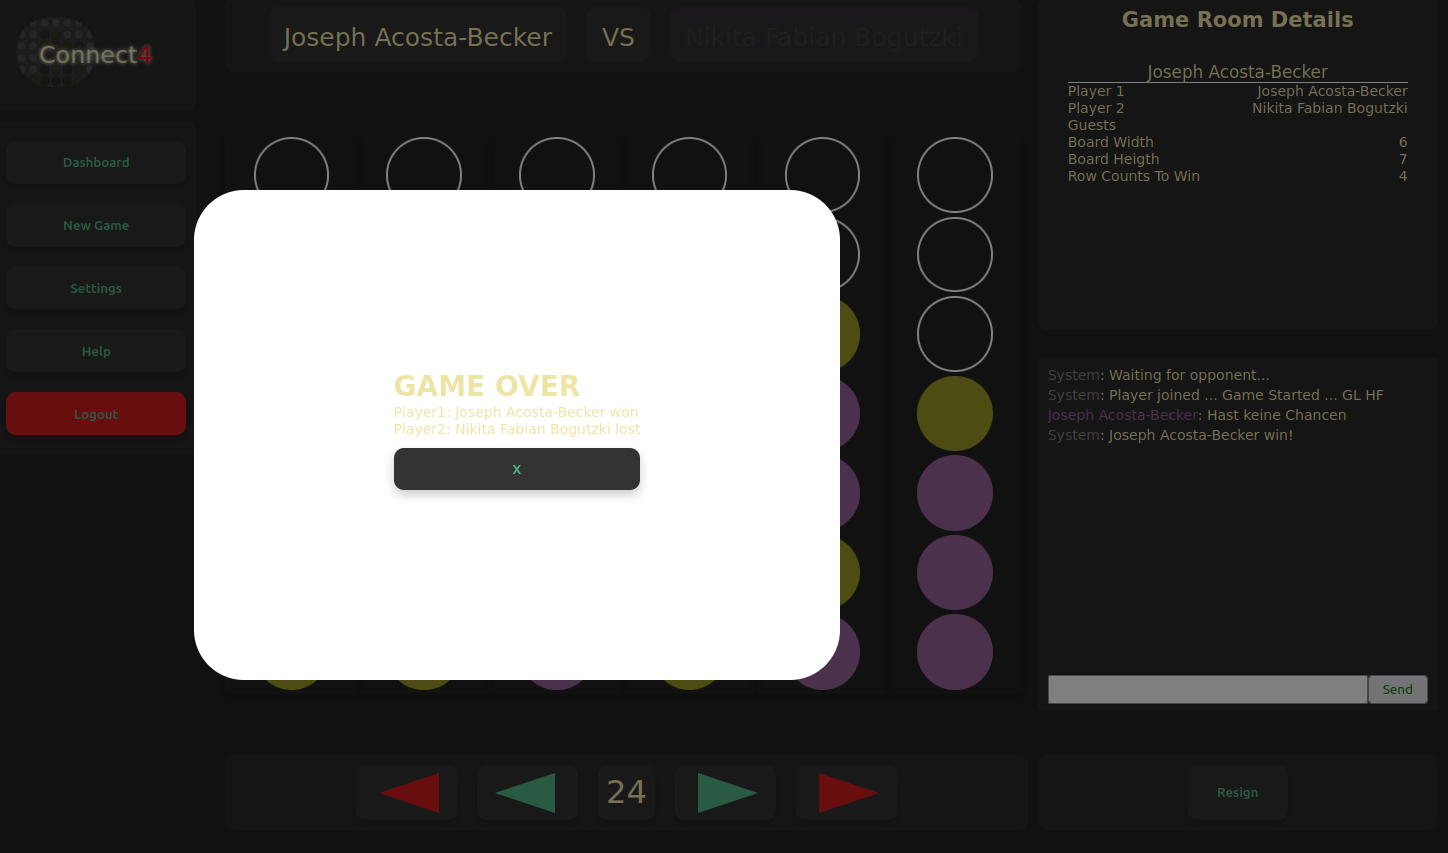 Connect4
Dashboard
New Game
Settings
Help
Logout
Joseph Acosta-Becker
VS
Nikita Fabian Bogutzki
GAME OVER
Player1: Joseph Acosta-Becker won
Player2: Nikita Fabian Bogutzki lost
X
24
Game Room Details
Joseph Acosta-Becker
Player 1 Joseph Acosta-Becker
Player 2 Nikita Fabian Bogutzki
Guests
Board Width 6
Board Heigth 7
Row Counts To Win 4
System: Waiting for opponent...
System: Player joined ... Game Started ... GL HF
Joseph Acosta-Becker: Hast keine Chancen
System: Joseph Acosta-Becker win!
Send
Resign